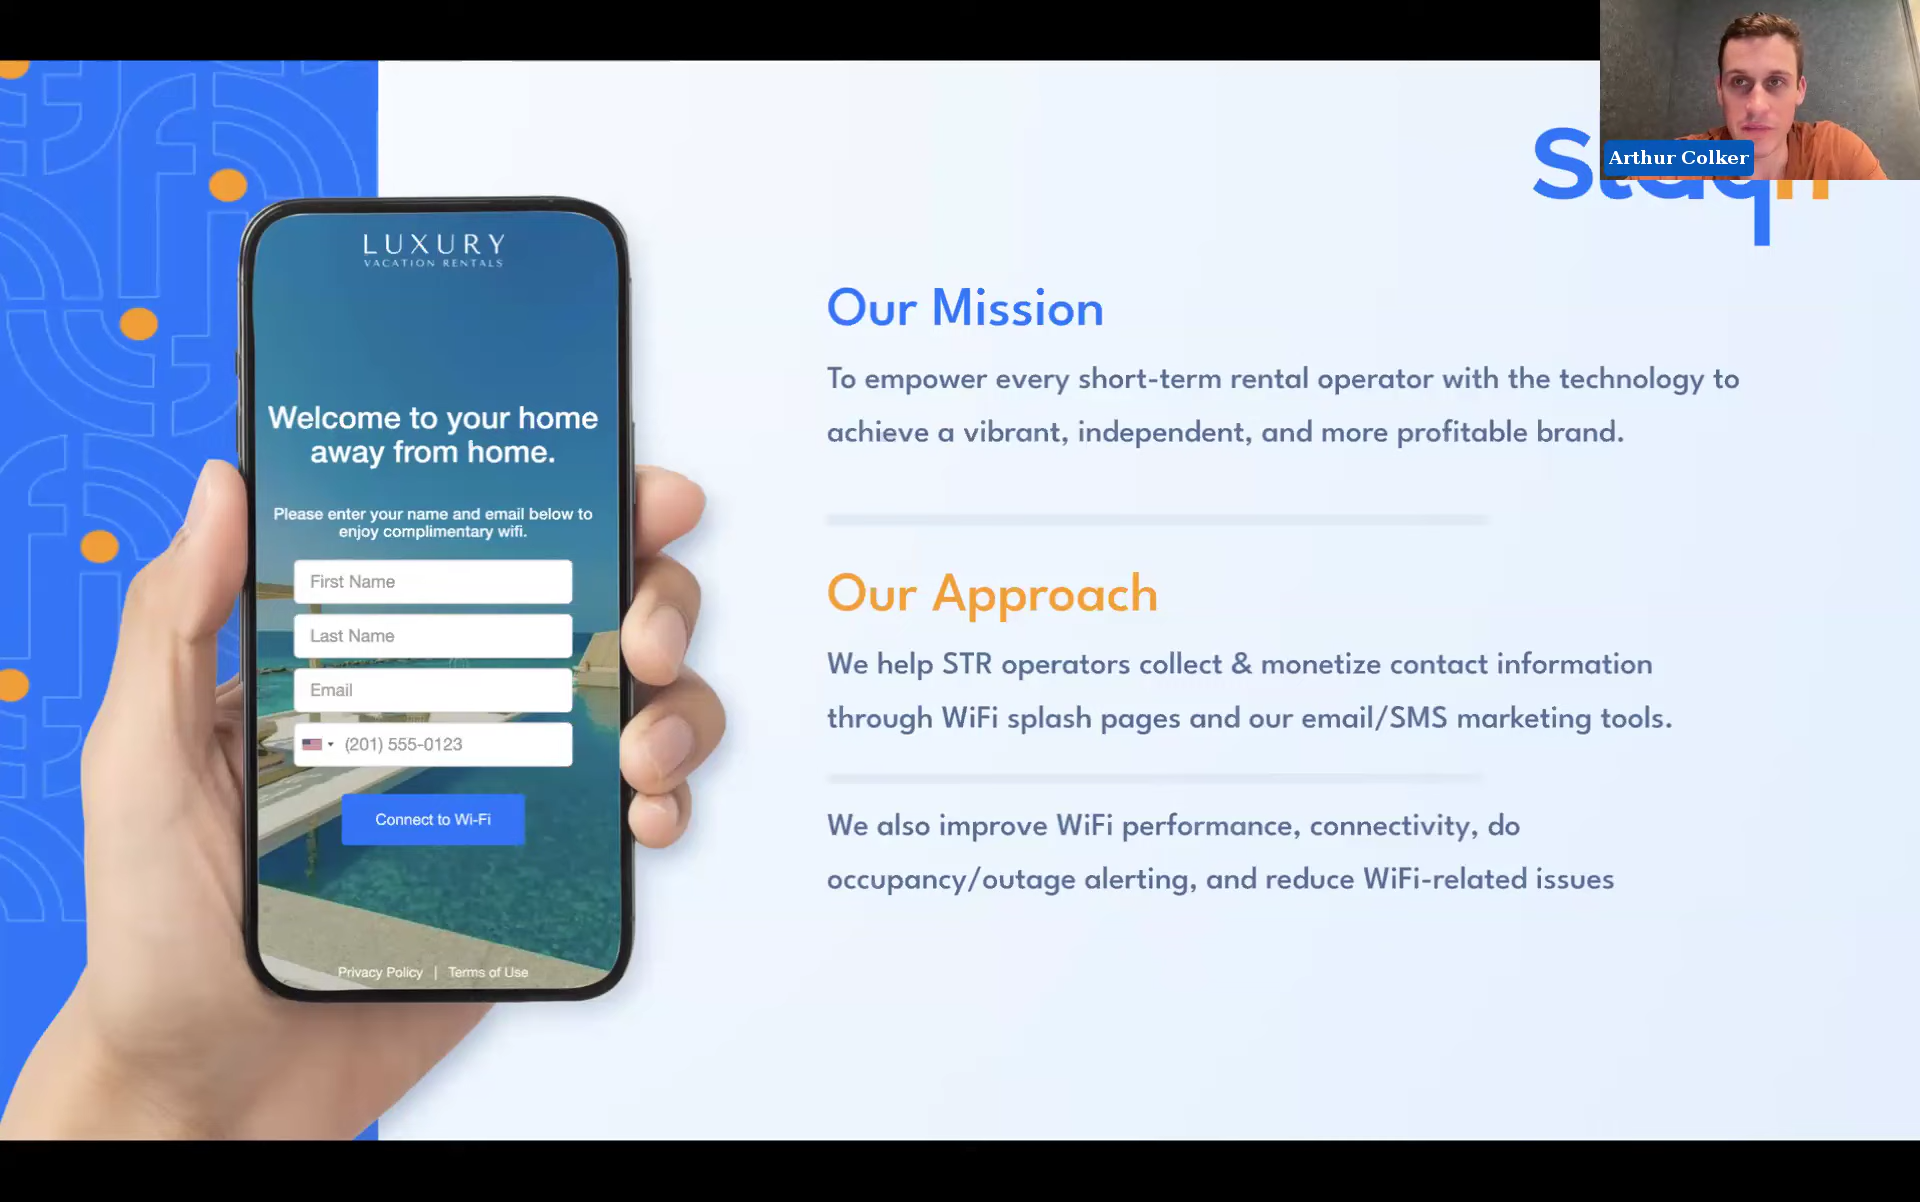 Arthur Colker
LUXURY
VACATION RENTALS
Welcome to your home
away from home.
Please enter your name and email below to
enjoy complimentary wifi.
First Name
Last Name
Email
(201) 555-0123
Connect to Wi-Fi
Privacy Policy | Terms of Use
Our Mission
To empower every short-term rental operator with the technology to
achieve a vibrant, independent, and more profitable brand.
Our Approach
We help STR operators collect & monetize contact information
through WiFi splash pages and our email/SMS marketing tools.
We also improve WiFi performance, connectivity, do
occupancy/outage alerting, and reduce WiFi-related issues